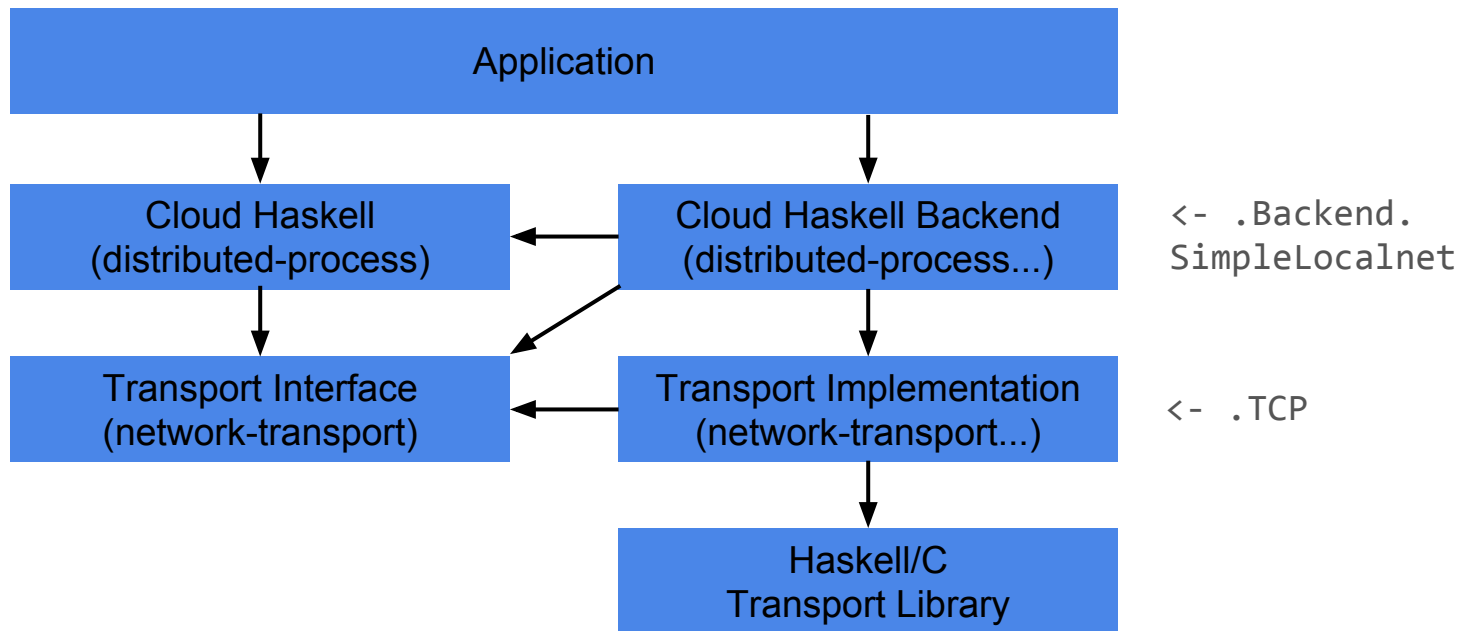 Application
Cloud Haskell
(distributed-process)
Cloud Haskell Backend
(distributed-process...)
<- .Backend.
SimpleLocalnet
Transport Interface
(network-transport)
Transport Implementation
(network-transport...)
<- .TCP
Haskell/C
Transport Library